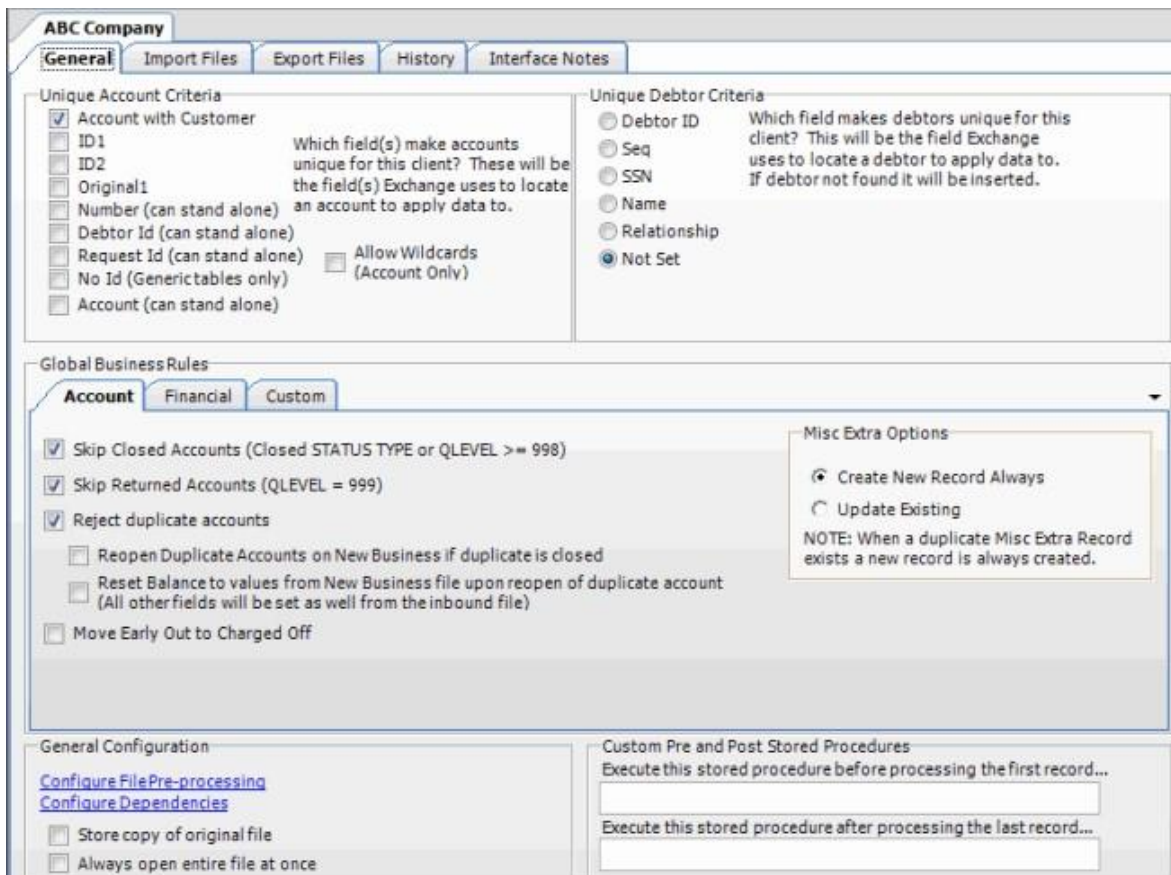 ABC Company
General
Import Files
Export Files
History
Interface Notes
Unique Account Criteria
Account with Customer
ID1
ID2
Original1
Number (can stand alone)
Debtor Id (can stand alone)
Request Id (can stand alone)
No Id (Generic tables only)
Account (can stand alone)
Which field(s) make accounts
unique for this client? These will be
the field(s) Exchange uses to locate
an account to apply data to.
Allow Wildcards
(Account Only)
Unique Debtor Criteria
Debtor ID
Seq
SSN
Name
Relationship
Not Set
Which field makes debtors unique for this
client? This will be the field Exchange
uses to locate a debtor to apply data to.
If debtor not found it will be inserted.
Global Business Rules
Account
Financial
Custom
Skip Closed Accounts (Closed STATUS TYPE or QLEVEL >= 998)
Skip Returned Accounts (QLEVEL = 999)
Reject duplicate accounts
Reopen Duplicate Accounts on New Business if duplicate is closed
Reset Balance to values from New Business file upon reopen of duplicate account
(All other fields will be set as well from the inbound file)
Move Early Out to Charged Off
Misc Extra Options
Create New Record Always
Update Existing
NOTE: When a duplicate Misc Extra Record
exists a new record is always created.
General Configuration
Configure File Pre-processing
Configure Dependencies
Store copy of original file
Always open entire file at once
Custom Pre and Post Stored Procedures
Execute this stored procedure before processing the first record...
Execute this stored procedure after processing the last record...